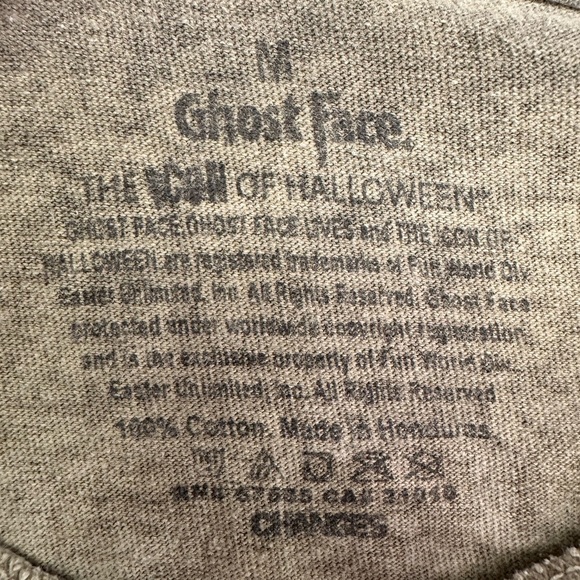 M
Ghost Face®
THE ICON OF HALLOWEEN™
GHOST FACE, GHOST FACE LIVES and THE ICON OF
HALLOWEEN are registered trademarks of Fun World Div.
Easter Unlimited, Inc. All Rights Reserved. Ghost Face
protected under worldwide copyright registration
and is the exclusive property of Fun World Div.
Easter Unlimited, Inc. All Rights Reserved
100% Cotton. Made in Honduras
CHANGES